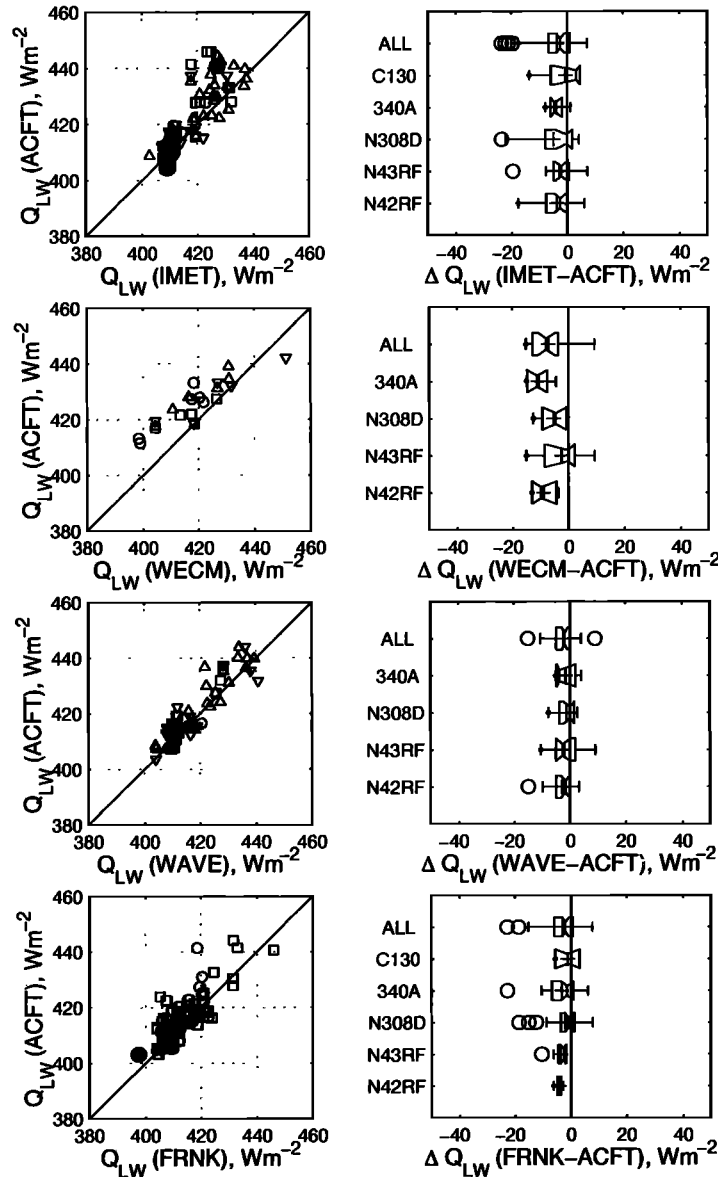 460
440
420
400
380
380 400 420 440 460
Q_LW (ACFT), Wm⁻²
Q_LW (IMET), Wm⁻²
ALL
C130
340A
N308D
N43RF
N42RF
−40 −20 0 20 40
Δ Q_LW (IMET−ACFT), Wm⁻²
460
440
420
400
380
380 400 420 440 460
Q_LW (ACFT), Wm⁻²
Q_LW (WECM), Wm⁻²
ALL
340A
N308D
N43RF
N42RF
−40 −20 0 20 40
Δ Q_LW (WECM−ACFT), Wm⁻²
460
440
420
400
380
380 400 420 440 460
Q_LW (ACFT), Wm⁻²
Q_LW (WAVE), Wm⁻²
ALL
340A
N308D
N43RF
N42RF
−40 −20 0 20 40
Δ Q_LW (WAVE−ACFT), Wm⁻²
460
440
420
400
380
380 400 420 440 460
Q_LW (ACFT), Wm⁻²
Q_LW (FRNK), Wm⁻²
ALL
C130
340A
N308D
N43RF
N42RF
−40 −20 0 20 40
Δ Q_LW (FRNK−ACFT), Wm⁻²